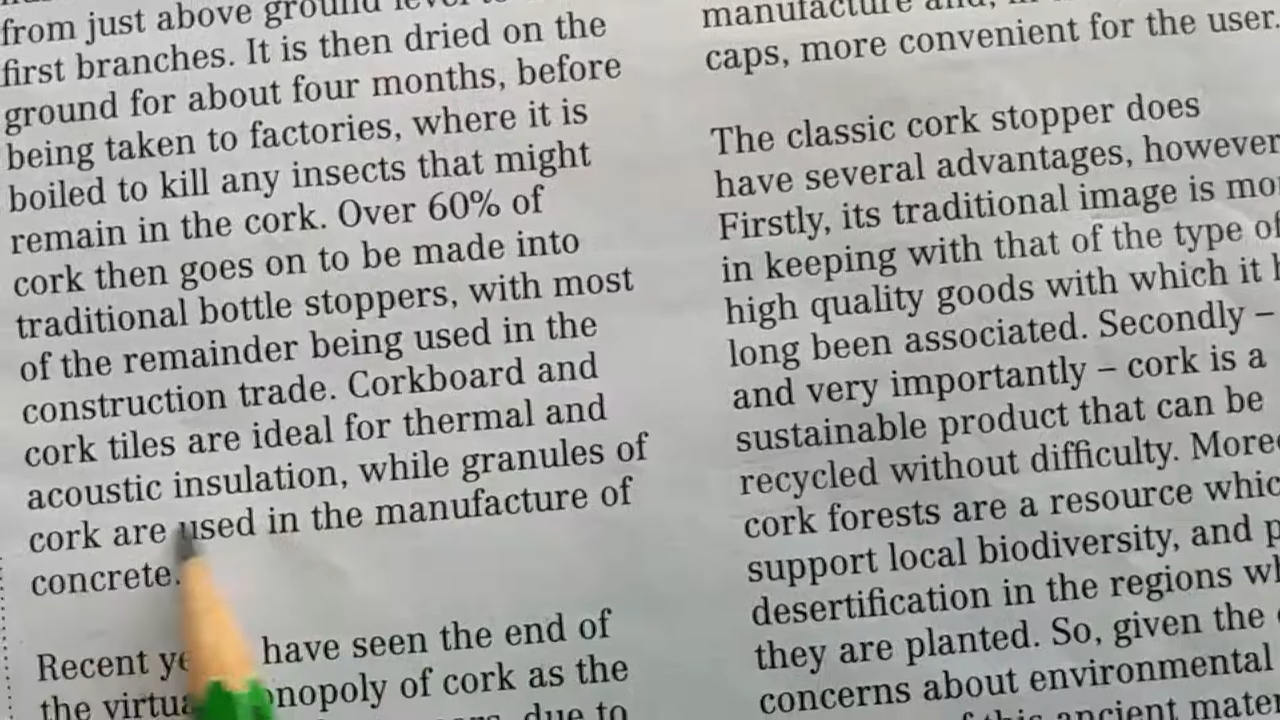 from just above ground level
first branches. It is then dried on the
ground for about four months, before
being taken to factories, where it is
boiled to kill any insects that might
remain in the cork. Over 60% of
cork then goes on to be made into
traditional bottle stoppers, with most
of the remainder being used in the
construction trade. Corkboard and
cork tiles are ideal for thermal and
acoustic insulation, while granules of
cork are used in the manufacture of
concrete.
Recent have seen the end of
the of cork as the
due to
manufacture and,
caps, more convenient for the user.
The classic cork stopper does
have several advantages, however
Firstly, its traditional image is
in keeping with that of the type of
high quality goods with which it
long been associated. Secondly –
and very importantly – cork is a
sustainable product that can be
recycled without difficulty.
cork forests are a resource
support local biodiversity, and
desertification in the regions
they are planted. So, given the
concerns about environmental
this ancient